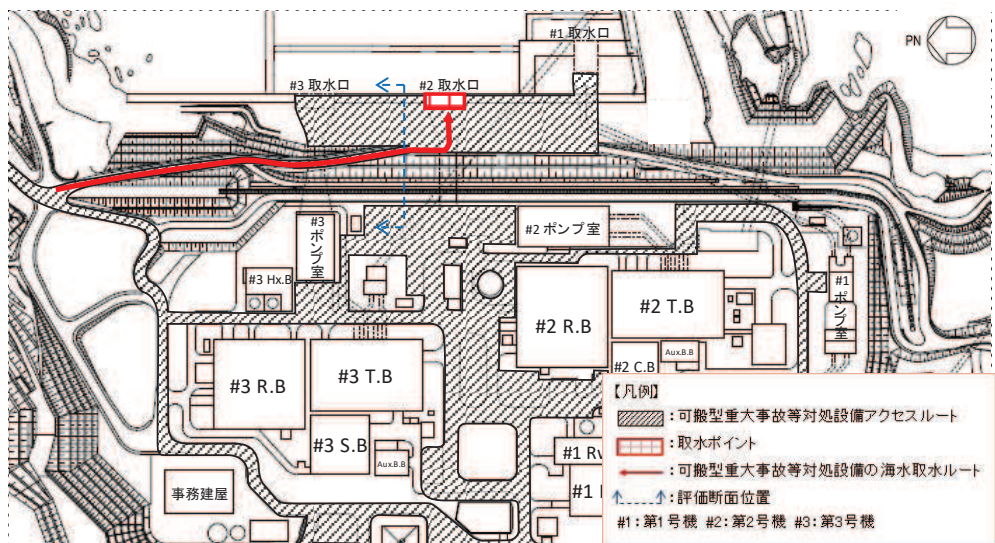 #1 取水口
PN
#3 取水口
#2 取水口
#3 ポンプ室
#2 ポンプ室
#3 Hx.B
#1 ポンプ室
#2 R.B
#2 T.B
#3 R.B
#3 T.B
#2 C.B
Aux.B.B
#3 S.B
Aux.B.B
#1 Rw
#1
事務建屋
【凡例】
:可搬型重大事故等対処設備アクセスルート
:取水ポイント
:可搬型重大事故等対処設備の海水取水ルート
:評価断面位置
#1:第1号機 #2:第2号機 #3:第3号機